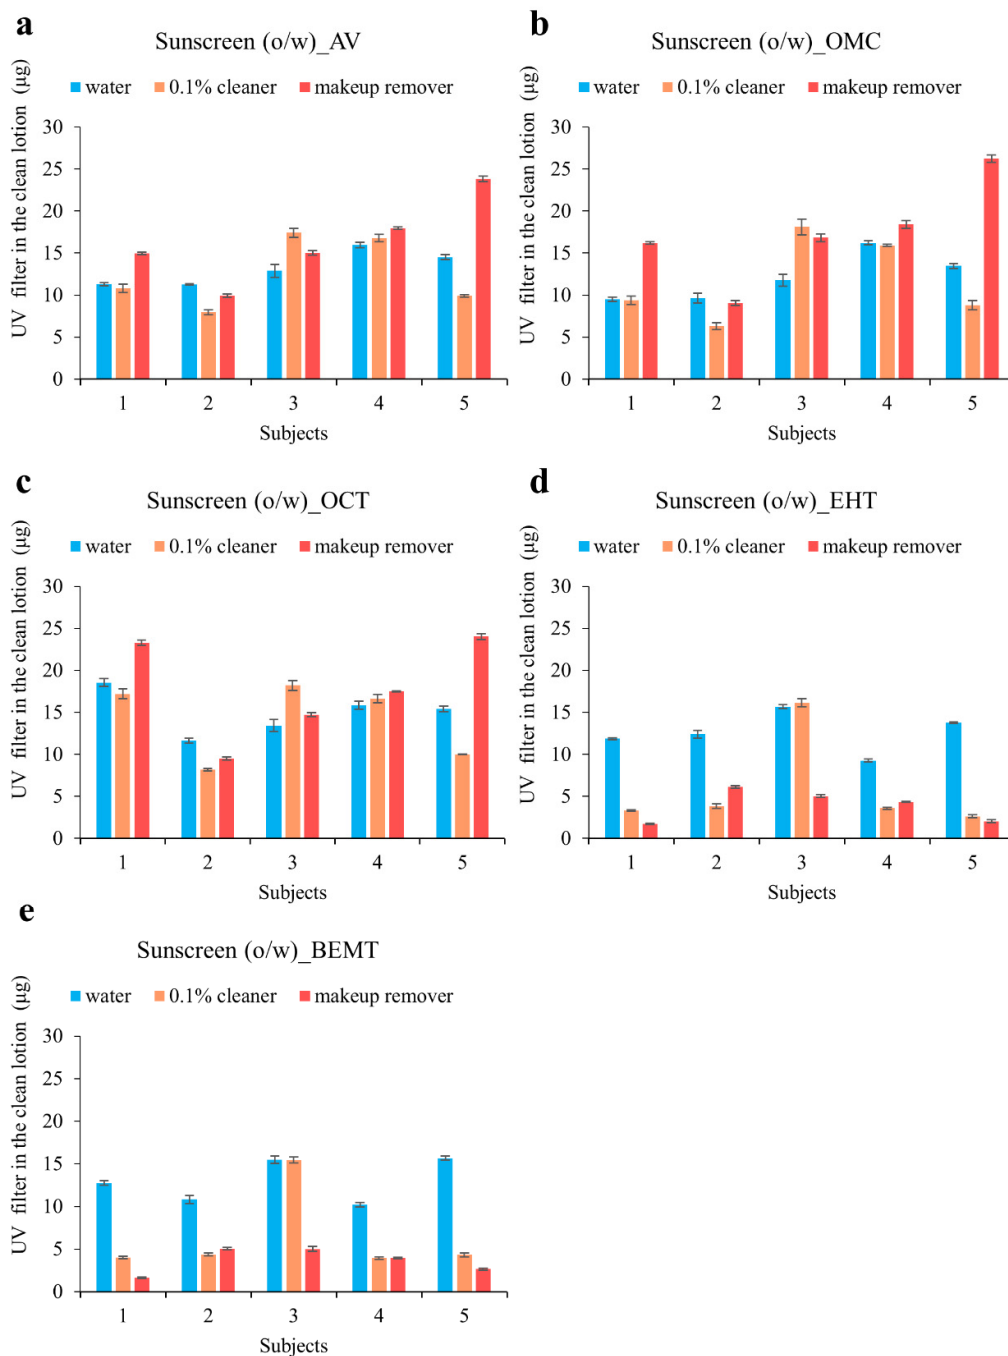 a
Sunscreen (o/w)_AV
water 0.1% cleaner makeup remover
UV filter in the clean lotion (μg)
30
25
20
15
10
5
0
1 2 3 4 5
Subjects
b
Sunscreen (o/w)_OMC
water 0.1% cleaner makeup remover
UV filter in the clean lotion (μg)
30
25
20
15
10
5
0
1 2 3 4 5
Subjects
c
Sunscreen (o/w)_OCT
water 0.1% cleaner makeup remover
UV filter in the clean lotion (μg)
30
25
20
15
10
5
0
1 2 3 4 5
Subjects
d
Sunscreen (o/w)_EHT
water 0.1% cleaner makeup remover
UV filter in the clean lotion (μg)
30
25
20
15
10
5
0
1 2 3 4 5
Subjects
e
Sunscreen (o/w)_BEMT
water 0.1% cleaner makeup remover
UV filter in the clean lotion (μg)
30
25
20
15
10
5
0
1 2 3 4 5
Subjects